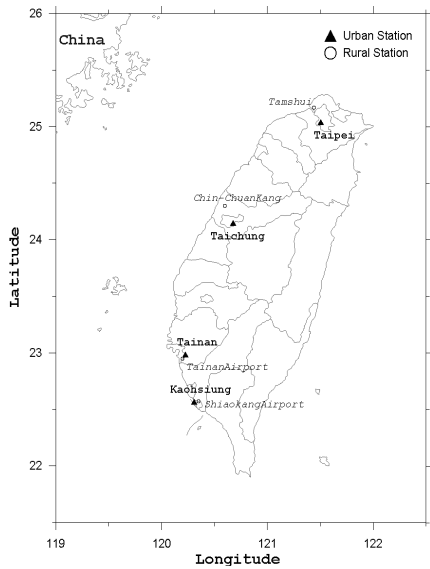 26
China
Urban Station
Rural Station
Tamshui
25
Taipei
Chin-ChuanKang
24
Taichung
Latitude
Tainan
23
TainanAirport
Kaohsiung
ShiaokangAirport
22
119
120
121
122
Longitude